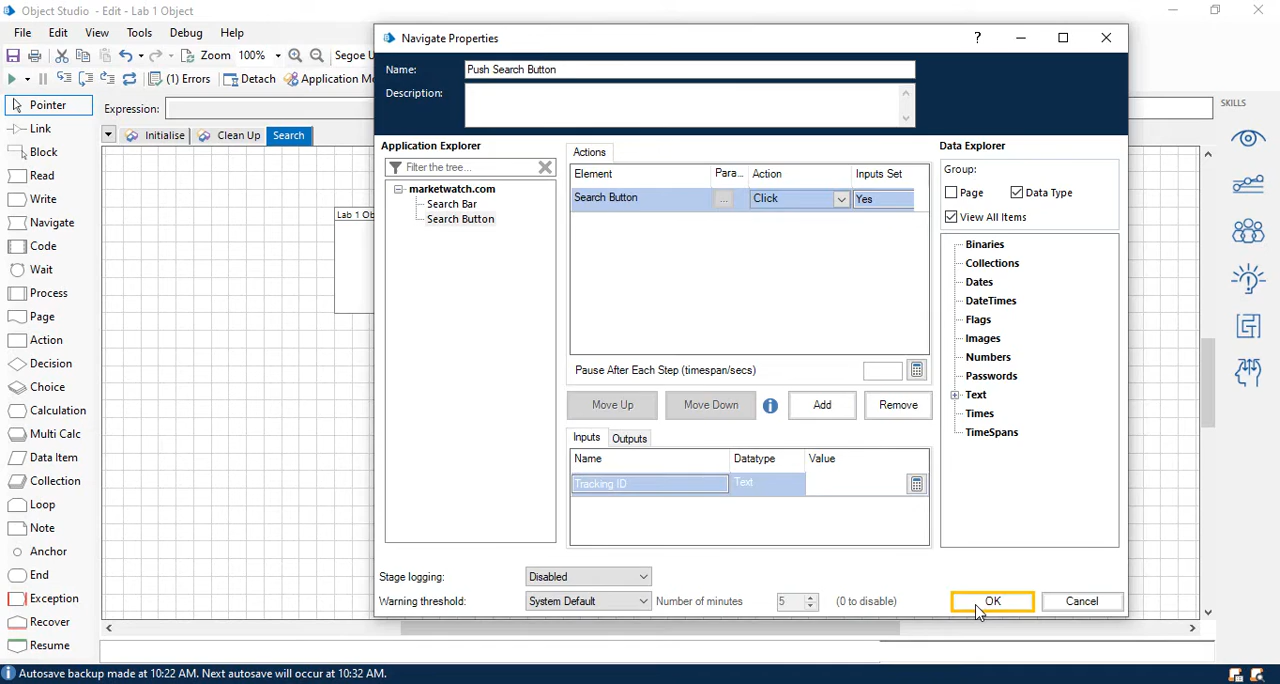 Object Studio - Edit - Lab 1 Object
File Edit View Tools Debug Help
Zoom 100% Segoe U
(1) Errors Detach Application Mo
Pointer
Link
Block
Read
Write
Navigate
Code
Wait
Process
Page
Action
Decision
Choice
Calculation
Multi Calc
Data Item
Collection
Loop
Note
Anchor
End
Exception
Recover
Resume
Expression:
Initialise Clean Up Search
Lab 1 Ob
Navigate Properties
?
Name: Push Search Button
Description:
Application Explorer
Filter the tree...
marketwatch.com
Search Bar
Search Button
Actions
Element Para... Action Inputs Set
Search Button ... Click Yes
Pause After Each Step (timespan/secs)
Move Up Move Down Add Remove
Inputs Outputs
Name Datatype Value
Tracking ID Text
Data Explorer
Group:
Page Data Type
View All Items
Binaries
Collections
Dates
DateTimes
Flags
Images
Numbers
Passwords
Text
Times
TimeSpans
Stage logging: Disabled
Warning threshold: System Default Number of minutes 5 (0 to disable)
OK Cancel
SKILLS
Autosave backup made at 10:22 AM. Next autosave will occur at 10:32 AM.